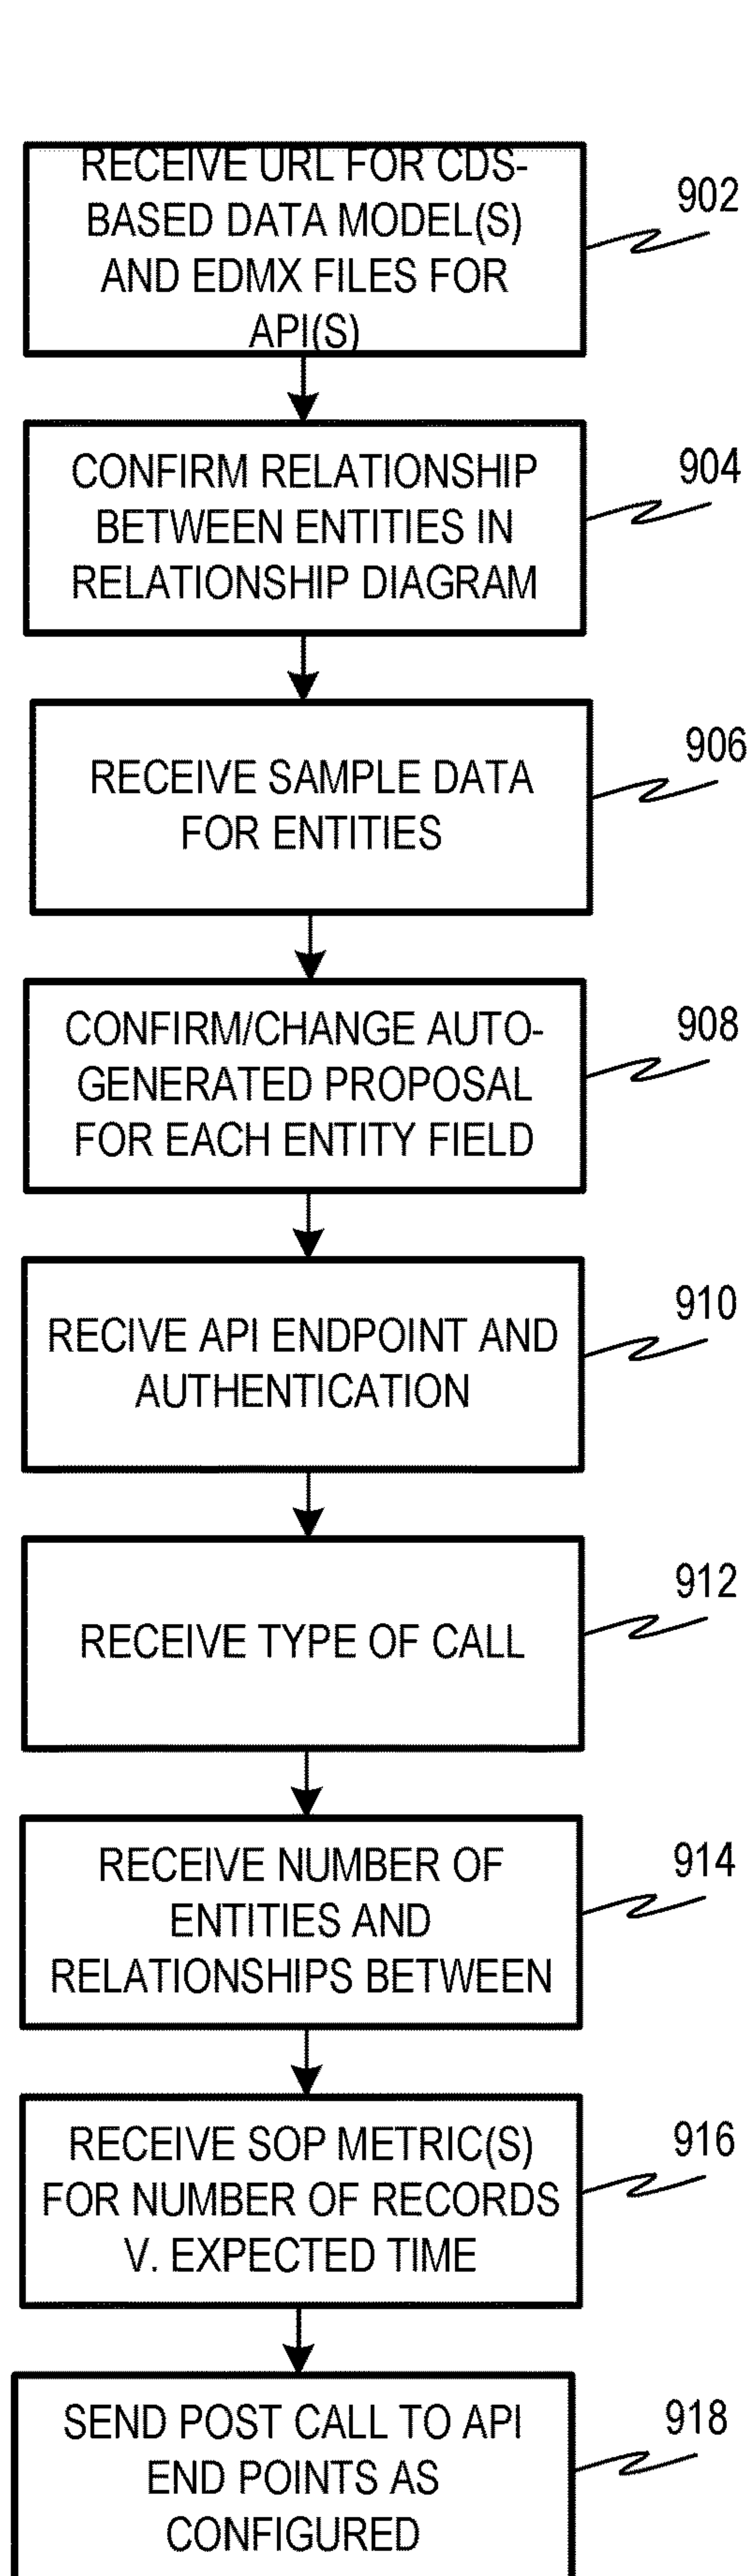 RECEIVE URL FOR CDS-
BASED DATA MODEL(S)
AND EDMX FILES FOR
API(S)
902
CONFIRM RELATIONSHIP
BETWEEN ENTITIES IN
RELATIONSHIP DIAGRAM
904
RECEIVE SAMPLE DATA
FOR ENTITIES
906
CONFIRM/CHANGE AUTO-
GENERATED PROPOSAL
FOR EACH ENTITY FIELD
908
RECIVE API ENDPOINT AND
AUTHENTICATION
910
RECEIVE TYPE OF CALL
912
RECEIVE NUMBER OF
ENTITIES AND
RELATIONSHIPS BETWEEN
914
RECEIVE SOP METRIC(S)
FOR NUMBER OF RECORDS
V. EXPECTED TIME
916
SEND POST CALL TO API
END POINTS AS
CONFIGURED
918